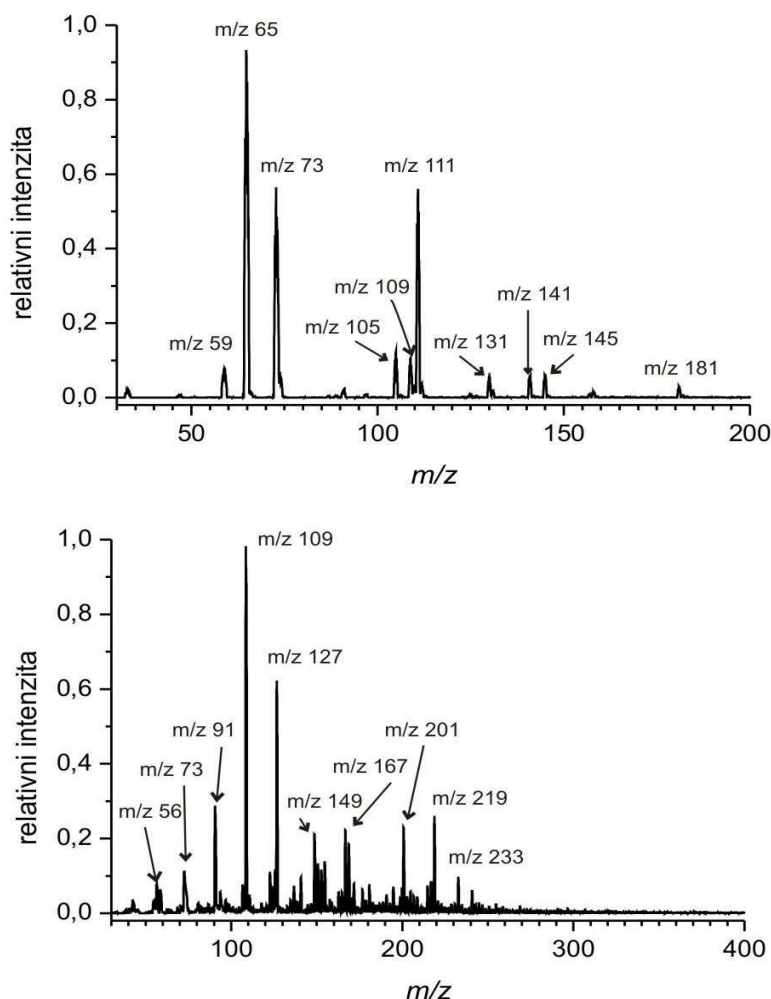 1,0
m/z 65
0,8
m/z 73
m/z 111
0,6
relativni intenzita
0,4
m/z 109
m/z 141
m/z 105
0,2
m/z 59
m/z 131
m/z 145
m/z 181
0,0
50
100
150
200
m/z
1,0
m/z 109
0,8
m/z 127
0,6
relativni intenzita
m/z 91
m/z 201
0,4
m/z 73
m/z 167
m/z 56
m/z 149
m/z 219
0,2
m/z 233
0,0
100
200
300
400
m/z